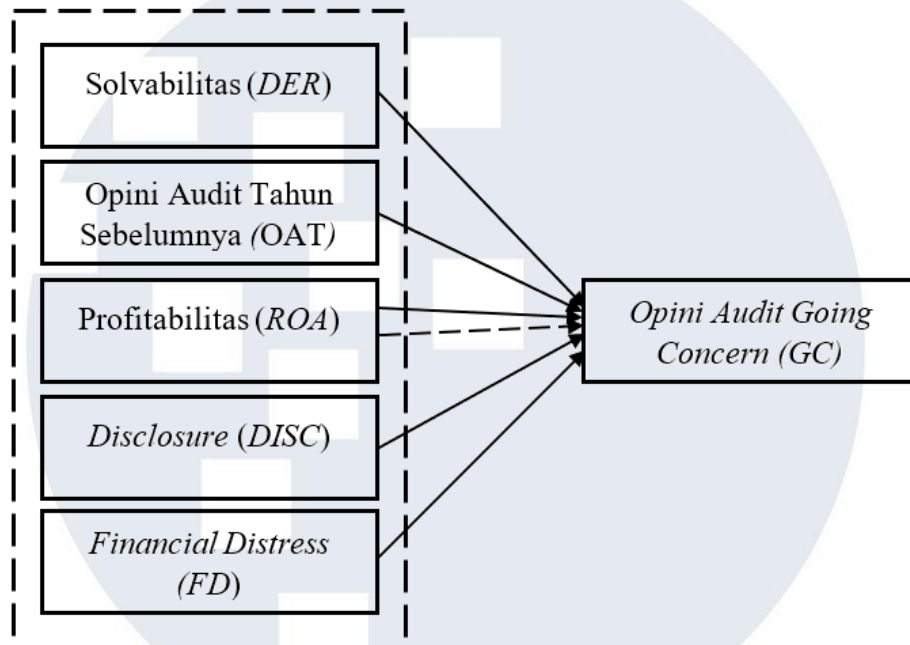 Solvabilitas (DER)
Opini Audit Tahun
Sebelumnya (OAT)
Profitabilitas (ROA)
Opini Audit Going
Concern (GC)
Disclosure (DISC)
Financial Distress
(FD)